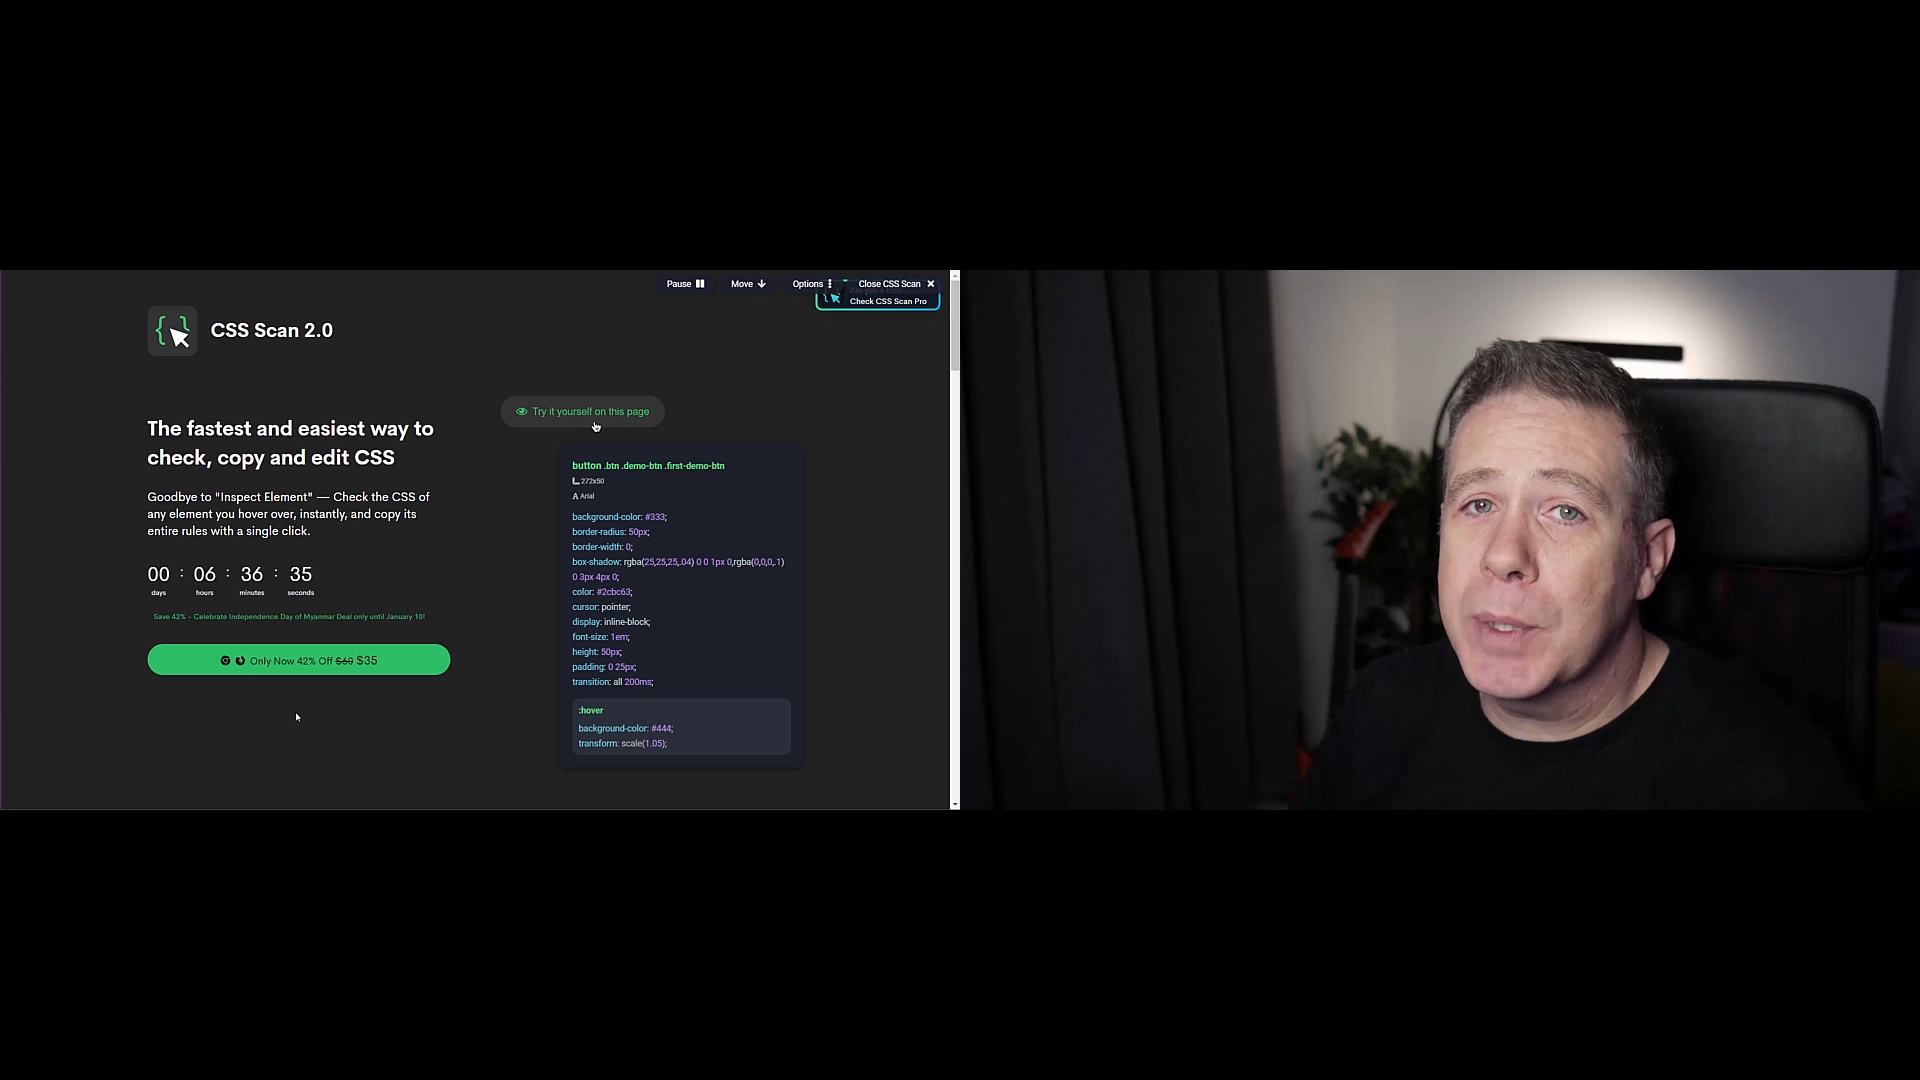 Pause
Move
Options
Close CSS Scan
Check CSS Scan Pro
CSS Scan 2.0
The fastest and easiest way to
check, copy and edit CSS
Goodbye to "Inspect Element" — Check the CSS of
any element you hover over, instantly, and copy its
entire rules with a single click.
00 : 06 : 36 : 35
days hours minutes seconds
Save 42% - Celebrate Independence Day of Myanmar Deal only until January 10!
Only Now 42% Off $60 $35
Try it yourself on this page
button .btn .demo-btn .first-demo-btn
272x50
A Arial
background-color: #333;
border-radius: 50px;
border-width: 0;
box-shadow: rgba(25,25,25,.04) 0 0 1px 0,rgba(0,0,0,.1)
0 3px 4px 0;
color: #2cbc63;
cursor: pointer;
display: inline-block;
font-size: 1em;
height: 50px;
padding: 0 25px;
transition: all 200ms;
:hover
background-color: #444;
transform: scale(1.05);